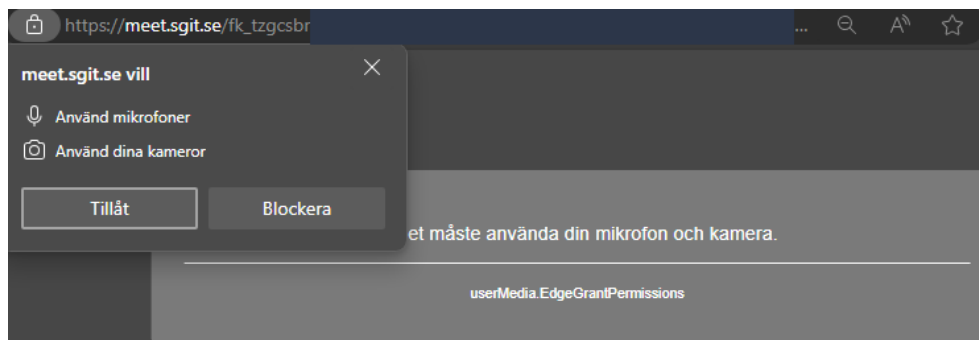 https://meet.sgit.se/fk_tzgcsbr ...
meet.sgit.se vill
Använd mikrofoner
Använd dina kameror
Tillåt Blockera
et måste använda din mikrofon och kamera.
userMedia.EdgeGrantPermissions